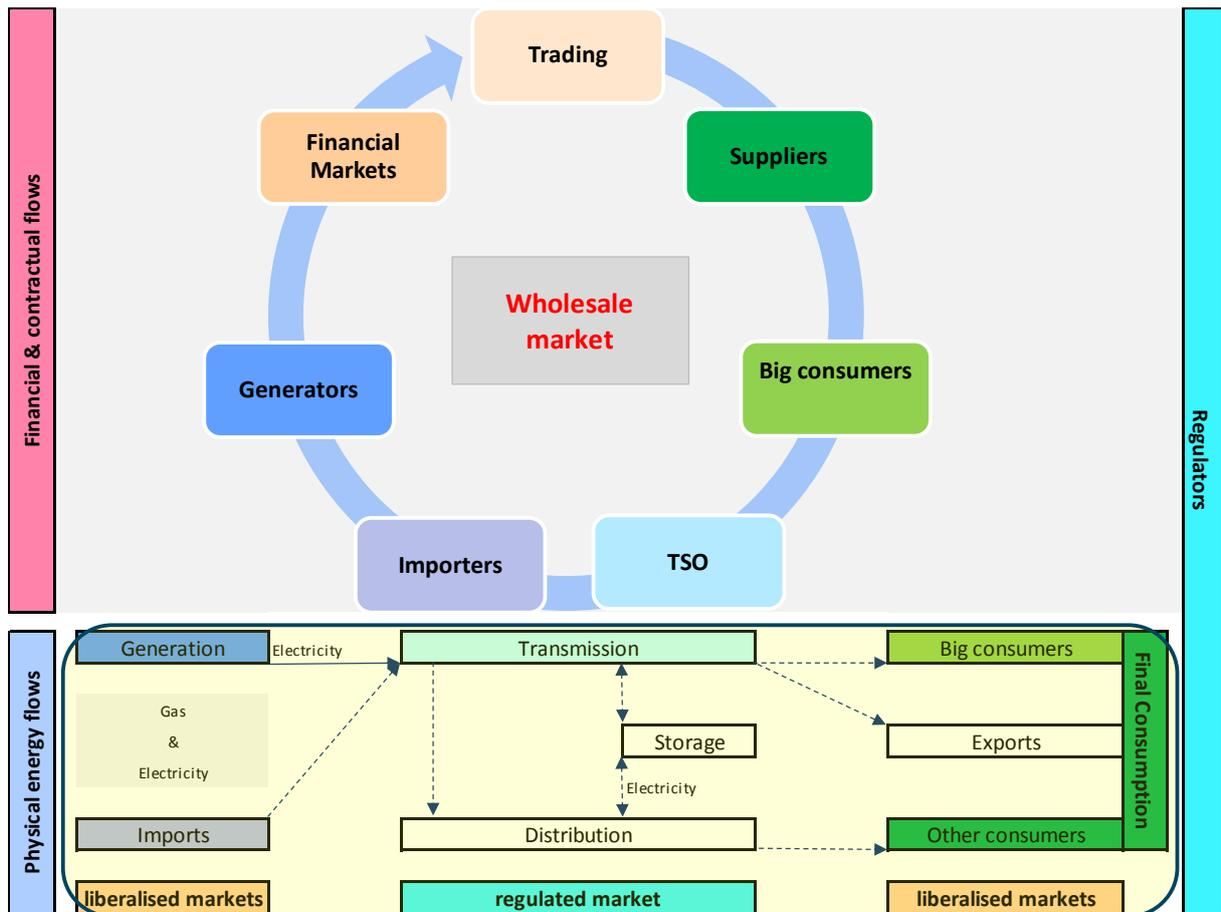 Financial & contractual flows
Trading
Financial
Markets
Suppliers
Wholesale
market
Generators
Big consumers
Importers
TSO
Regulators
Physical energy flows
Generation
Electricity
Transmission
Big consumers
Final Consumption
Gas
&
Electricity
Storage
Exports
Electricity
Imports
Distribution
Other consumers
liberalised markets
regulated market
liberalised markets